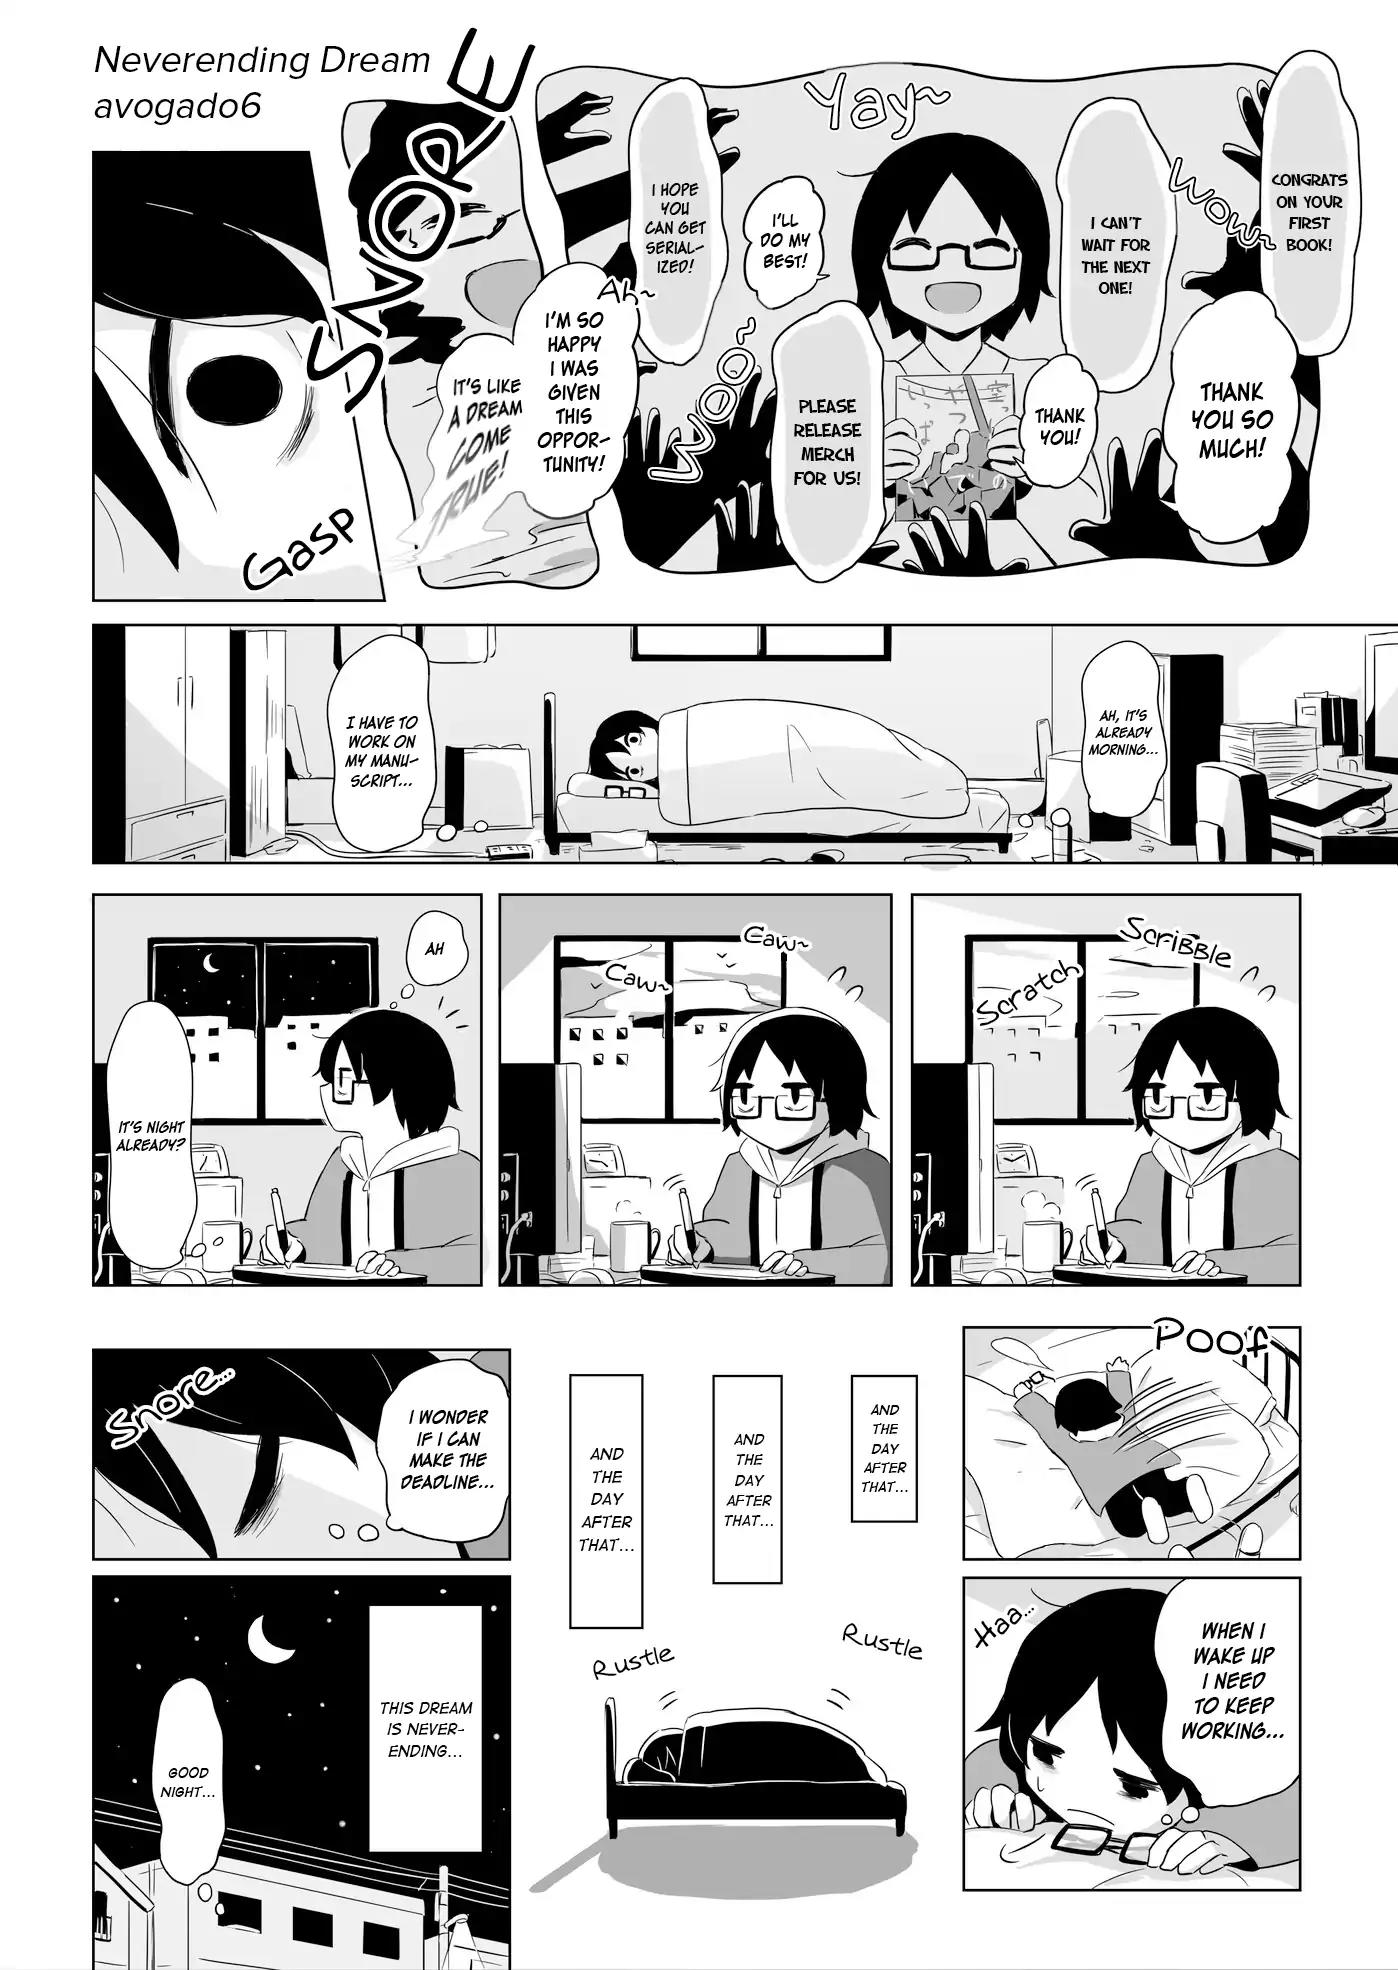 Neverending Dream
avogado6
Yay~
Wow~
CONGRATS
ON YOUR
FIRST
BOOK!
THANK
YOU SO
MUCH!
I CAN'T
WAIT FOR
THE NEXT
ONE!
THANK
YOU!
I'LL
DO MY
BEST!
PLEASE
RELEASE
MERCH
FOR US!
I HOPE
YOU
CAN GET
SERIAL-
IZED!
Woo~
Ah~
I'M SO
HAPPY
I WAS
GIVEN
THIS
OPPOR-
TUNITY!
IT'S LIKE
A DREAM
COME
TRUE!
SNORE
Gasp
AH, IT'S
ALREADY
MORNING...
I HAVE TO
WORK ON
MY MANU-
SCRIPT...
Scribble
Scratch
Caw~
Caw~
AH
IT'S NIGHT
ALREADY?
Poof
Haa...
WHEN I
WAKE UP
I NEED
TO KEEP
WORKING...
AND
THE
DAY
AFTER
THAT...
AND
THE
DAY
AFTER
THAT...
AND
THE
DAY
AFTER
THAT...
Rustle
Rustle
I WONDER
IF I CAN
MAKE THE
DEADLINE...
Snore...
THIS DREAM
IS NEVER-
ENDING...
GOOD
NIGHT...